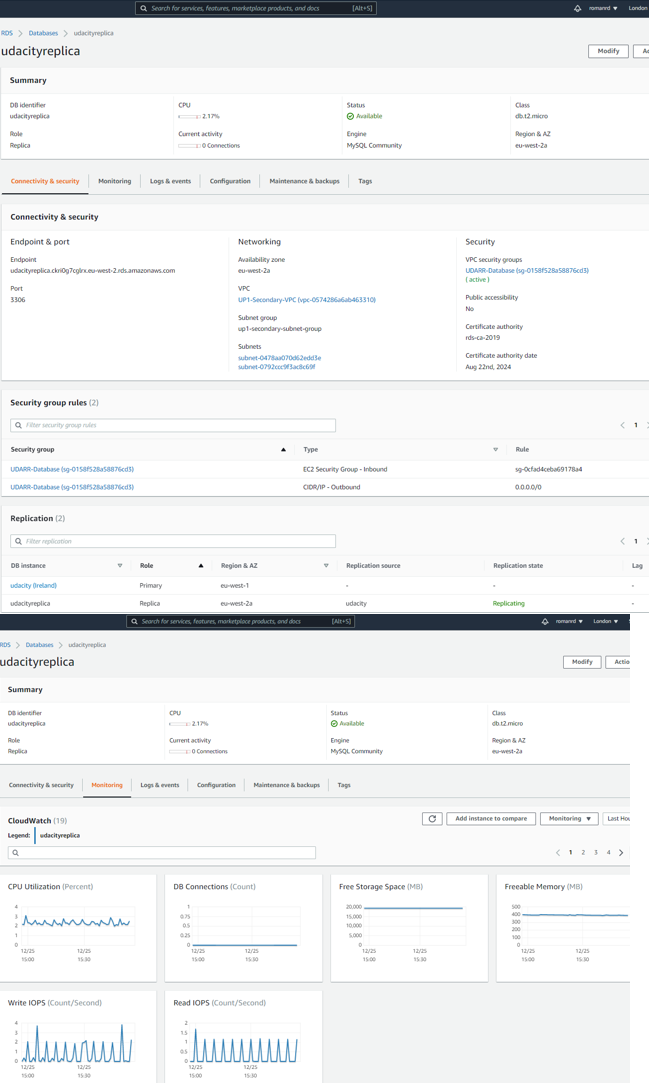 Search for services, features, marketplace products, and docs [Alt+S] romanrd ▼ London
RDS > Databases > udacityreplica
udacityreplica Modify
Summary
DB identifier CPU Status Class
udacityreplica 2.17% Available db.t2.micro
Role Current activity Engine Region & AZ
Replica 0 Connections MySQL Community eu-west-2a
Connectivity & security Monitoring Logs & events Configuration Maintenance & backups Tags
Connectivity & security
Endpoint & port Networking Security
Endpoint Availability zone VPC security groups
udacityreplica.ckri0g7cglrx.eu-west-2.rds.amazonaws.com eu-west-2a UDARR-Database (sg-0158f528a58876cd3)
( active )
Port VPC Public accessibility
3306 UP1-Secondary-VPC (vpc-0574286a6ab463310) No
Subnet group Certificate authority
up1-secondary-subnet-group rds-ca-2019
Subnets Certificate authority date
subnet-0478aa070d62edd3e Aug 22nd, 2024
subnet-0792ccc9f3ac8c69f
Security group rules (2)
Filter security group rules < 1 >
Security group Type Rule
UDARR-Database (sg-0158f528a58876cd3) EC2 Security Group - Inbound sg-0cfad4ceba69178a4
UDARR-Database (sg-0158f528a58876cd3) CIDR/IP - Outbound 0.0.0.0/0
Replication (2)
Filter replication < 1 >
DB instance Role Region & AZ Replication source Replication state Lag
udacity (Ireland) Primary eu-west-1 - - -
udacityreplica Replica eu-west-2a udacity Replicating -
Search for services, features, marketplace products, and docs [Alt+S] romanrd ▼ London ▼
RDS > Databases > udacityreplica
udacityreplica Modify Actio
Summary
DB identifier CPU Status Class
udacityreplica 2.17% Available db.t2.micro
Role Current activity Engine Region & AZ
Replica 0 Connections MySQL Community eu-west-2a
Connectivity & security Monitoring Logs & events Configuration Maintenance & backups Tags
CloudWatch (19) Add instance to compare Monitoring ▼ Last Hou
Legend: udacityreplica
< 1 2 3 4 >
CPU Utilization (Percent) DB Connections (Count) Free Storage Space (MB) Freeable Memory (MB)
4 1 20,000 500
3 0.75 15,000 400
2 0.5 10,000 300
1 0.25 5,000 200
0 0 0 100
0
12/25 12/25 12/25 12/25 12/25 12/25 12/25 12/25
15:00 15:30 15:00 15:30 15:00 15:30 15:00 15:30
Write IOPS (Count/Second) Read IOPS (Count/Second)
4 2
3 1.5
2 1
1 0.5
0 0
12/25 12/25 12/25 12/25
15:00 15:30 15:00 15:30